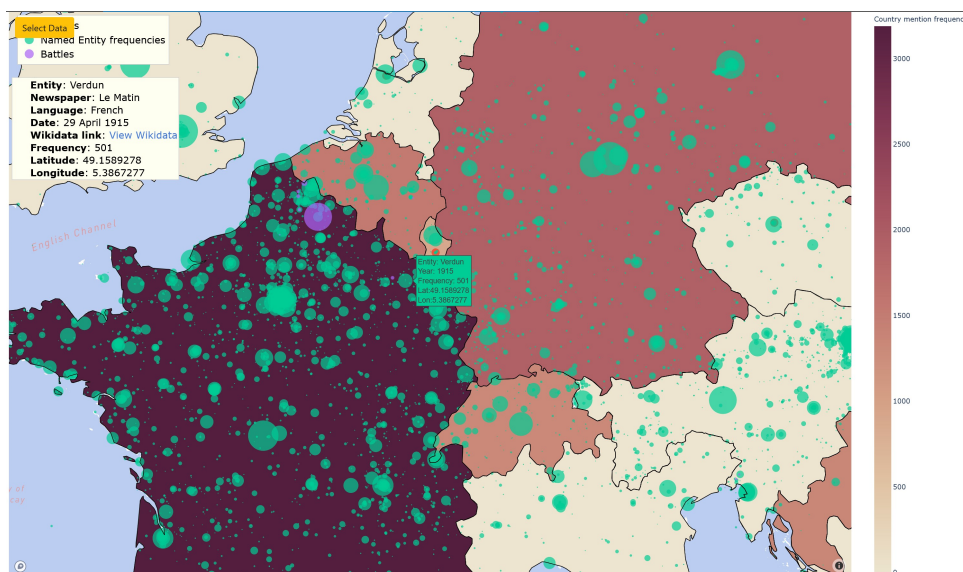 Select Data
Named Entity frequencies
Battles
Entity: Verdun
Newspaper: Le Matin
Language: French
Date: 29 April 1915
Wikidata link: View Wikidata
Frequency: 501
Latitude: 49.1589278
Longitude: 5.3867277
English Channel
Entity: Verdun
Year: 1915
Frequency: 501
Lat:49.1589278
Lon:5.3867277
Country mention frequenc
3000
2500
2000
1500
1000
500
0